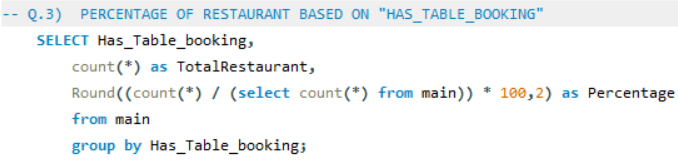 -- Q.3)  PERCENTAGE OF RESTAURANT BASED ON "HAS_TABLE_BOOKING"
SELECT Has_Table_booking,
count(*) as TotalRestaurant,
Round((count(*) / (select count(*) from main)) * 100,2) as Percentage
from main
group by Has_Table_booking;